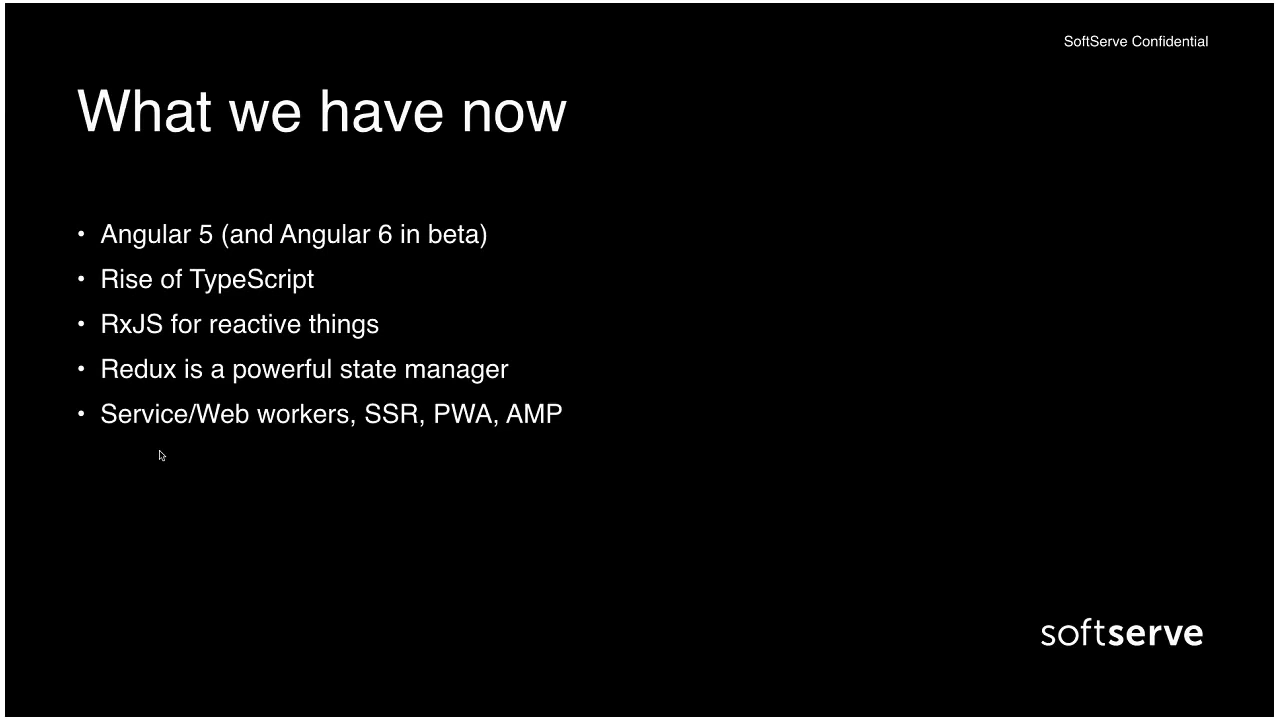 SoftServe Confidential
What we have now
• Angular 5 (and Angular 6 in beta)
• Rise of TypeScript
• RxJS for reactive things
• Redux is a powerful state manager
• Service/Web workers, SSR, PWA, AMP
softserve